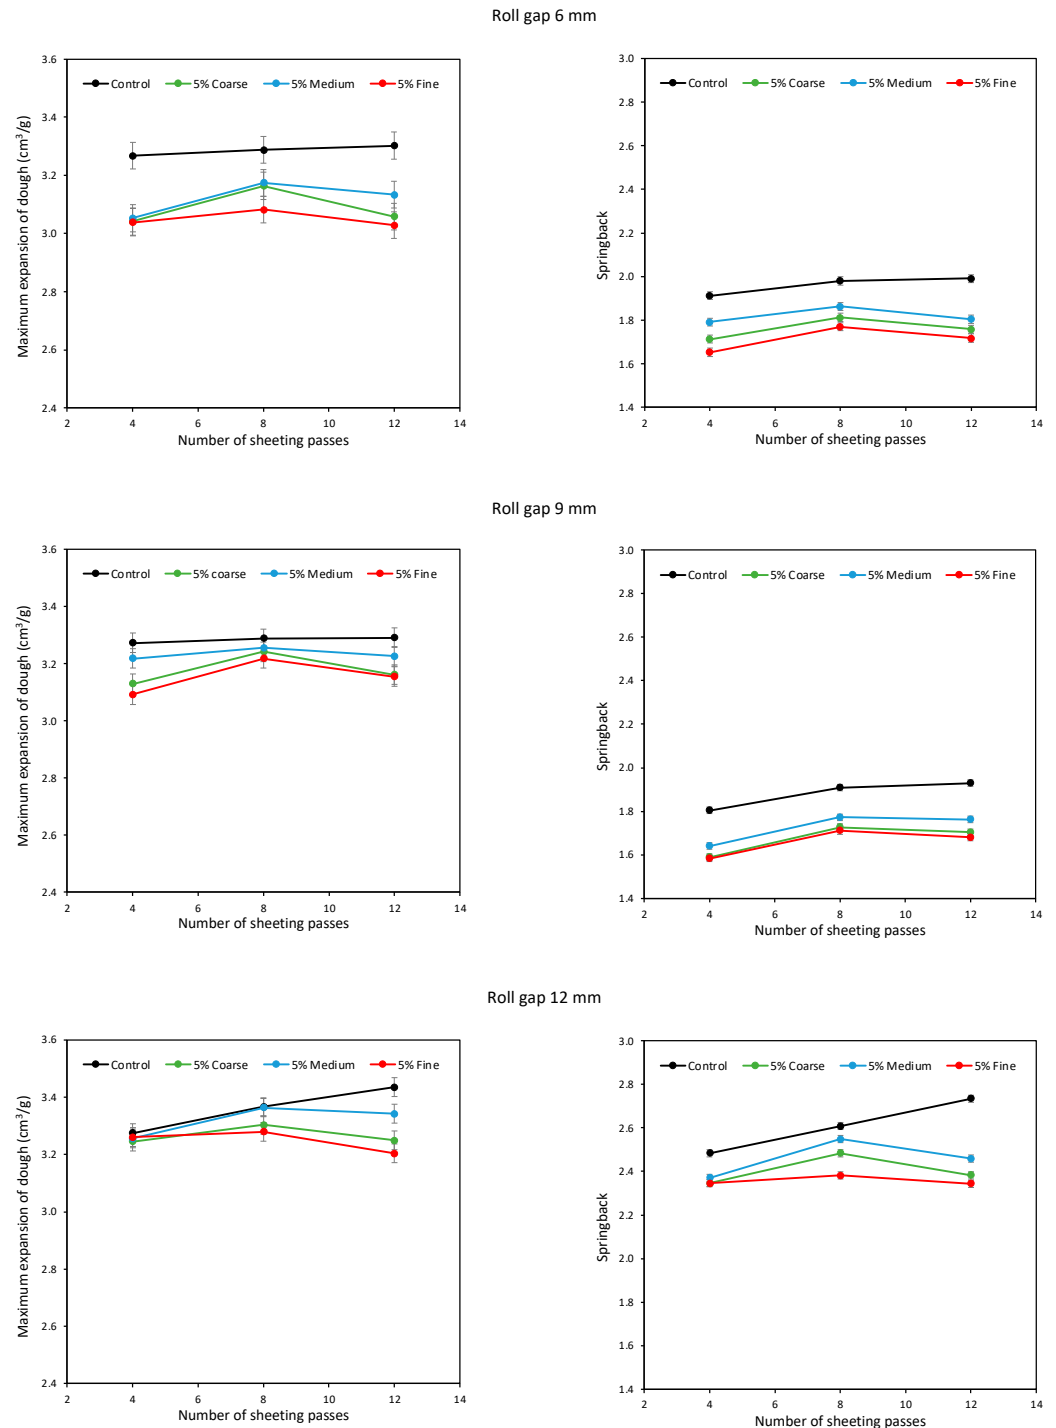 Roll gap 6 mm
Maximum expansion of dough (cm³/g)
3.6
3.4
3.2
3.0
2.8
2.6
2.4
Control 5% Coarse 5% Medium 5% Fine
2 4 6 8 10 12 14
Number of sheeting passes
Springback
3.0
2.8
2.6
2.4
2.2
2.0
1.8
1.6
1.4
Control 5% Coarse 5% Medium 5% Fine
2 4 6 8 10 12 14
Number of sheeting passes
Roll gap 9 mm
Maximum expansion of dough (cm³/g)
3.6
3.4
3.2
3.0
2.8
2.6
2.4
Control 5% coarse 5% Medium 5% Fine
2 4 6 8 10 12 14
Number of sheeting passes
Springback
3.0
2.8
2.6
2.4
2.2
2.0
1.8
1.6
1.4
Control 5% Coarse 5% Medium 5% Fine
2 4 6 8 10 12 14
Number of sheeting passes
Roll gap 12 mm
Maximum expansion of dough (cm³/g)
3.6
3.4
3.2
3.0
2.8
2.6
2.4
Control 5% Coarse 5% Medium 5% Fine
2 4 6 8 10 12 14
Number of sheeting passes
Springback
3.0
2.8
2.6
2.4
2.2
2.0
1.8
1.6
1.4
Control 5% Coarse 5% Medium 5% Fine
2 4 6 8 10 12 14
Number of sheeting passes